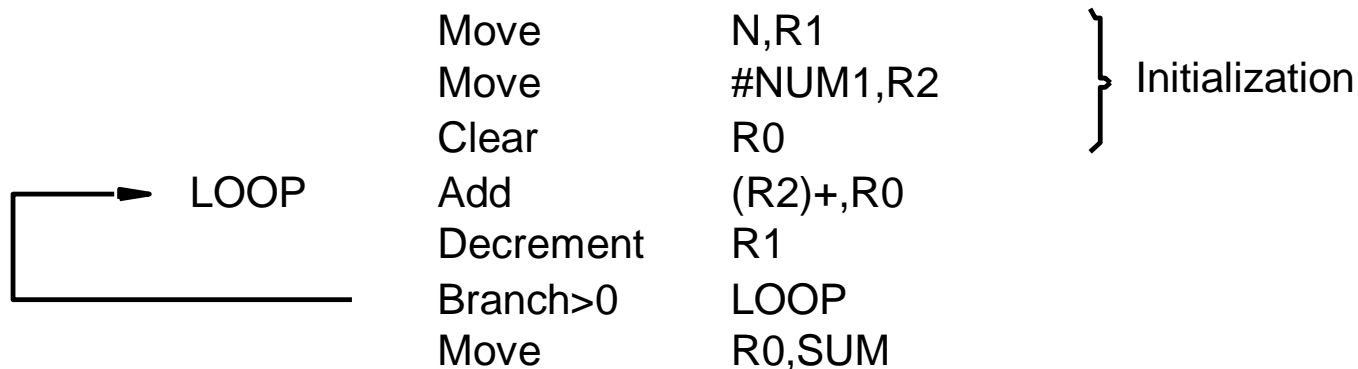 Move N,R1
Move #NUM1,R2 Initialization
Clear R0
LOOP Add (R2)+,R0
Decrement R1
Branch>0 LOOP
Move R0,SUM